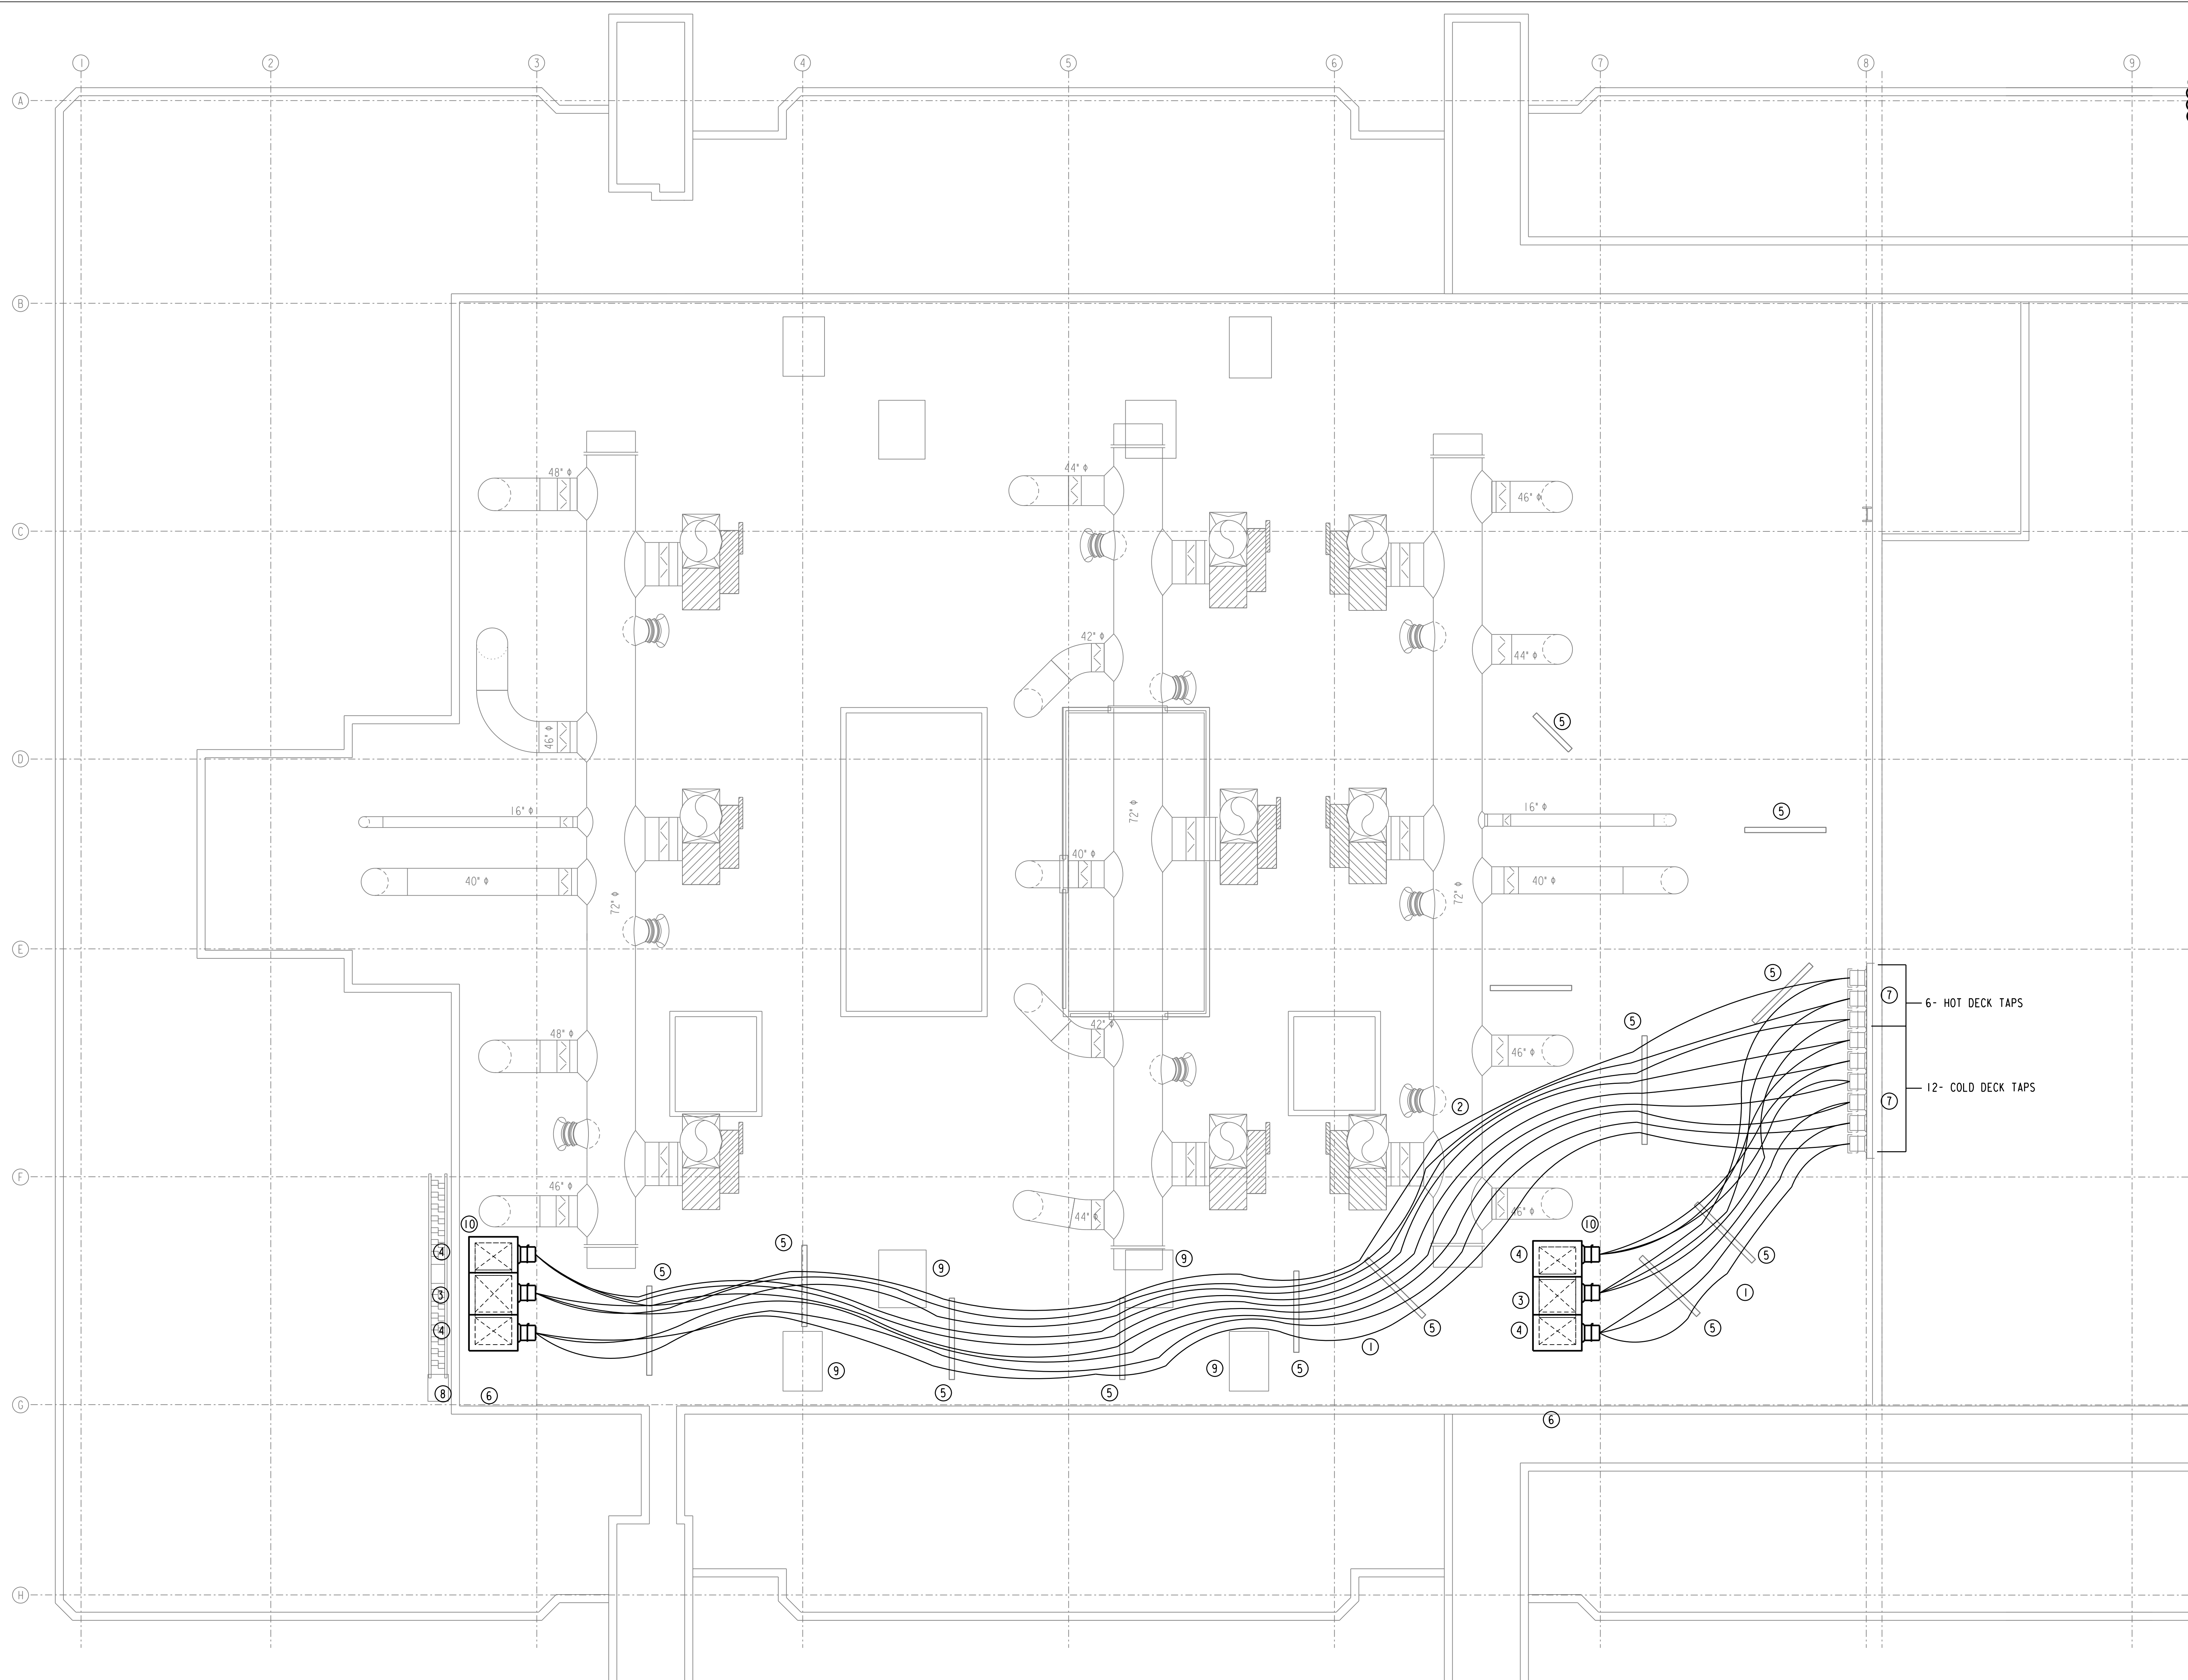 1 2 3 4 5 6 7 8 9
A
B
48" ɸ 44" ɸ
46" ɸ
C
42" ɸ
44" ɸ
5
46" ɸ
D
16" ɸ 72" ɸ 16" ɸ 5
40" ɸ 40" ɸ 40" ɸ
72" ɸ 72" ɸ
E
5
7 6- HOT DECK TAPS
48" ɸ 42" ɸ 5
46" ɸ
12- COLD DECK TAPS
7
2
F
46" ɸ 44" ɸ 46" ɸ
10 10
4 5 9 9 4 5
5
3 3 1
4 5 4 5
1
9 9 5
8 6 5 5
G
6
H